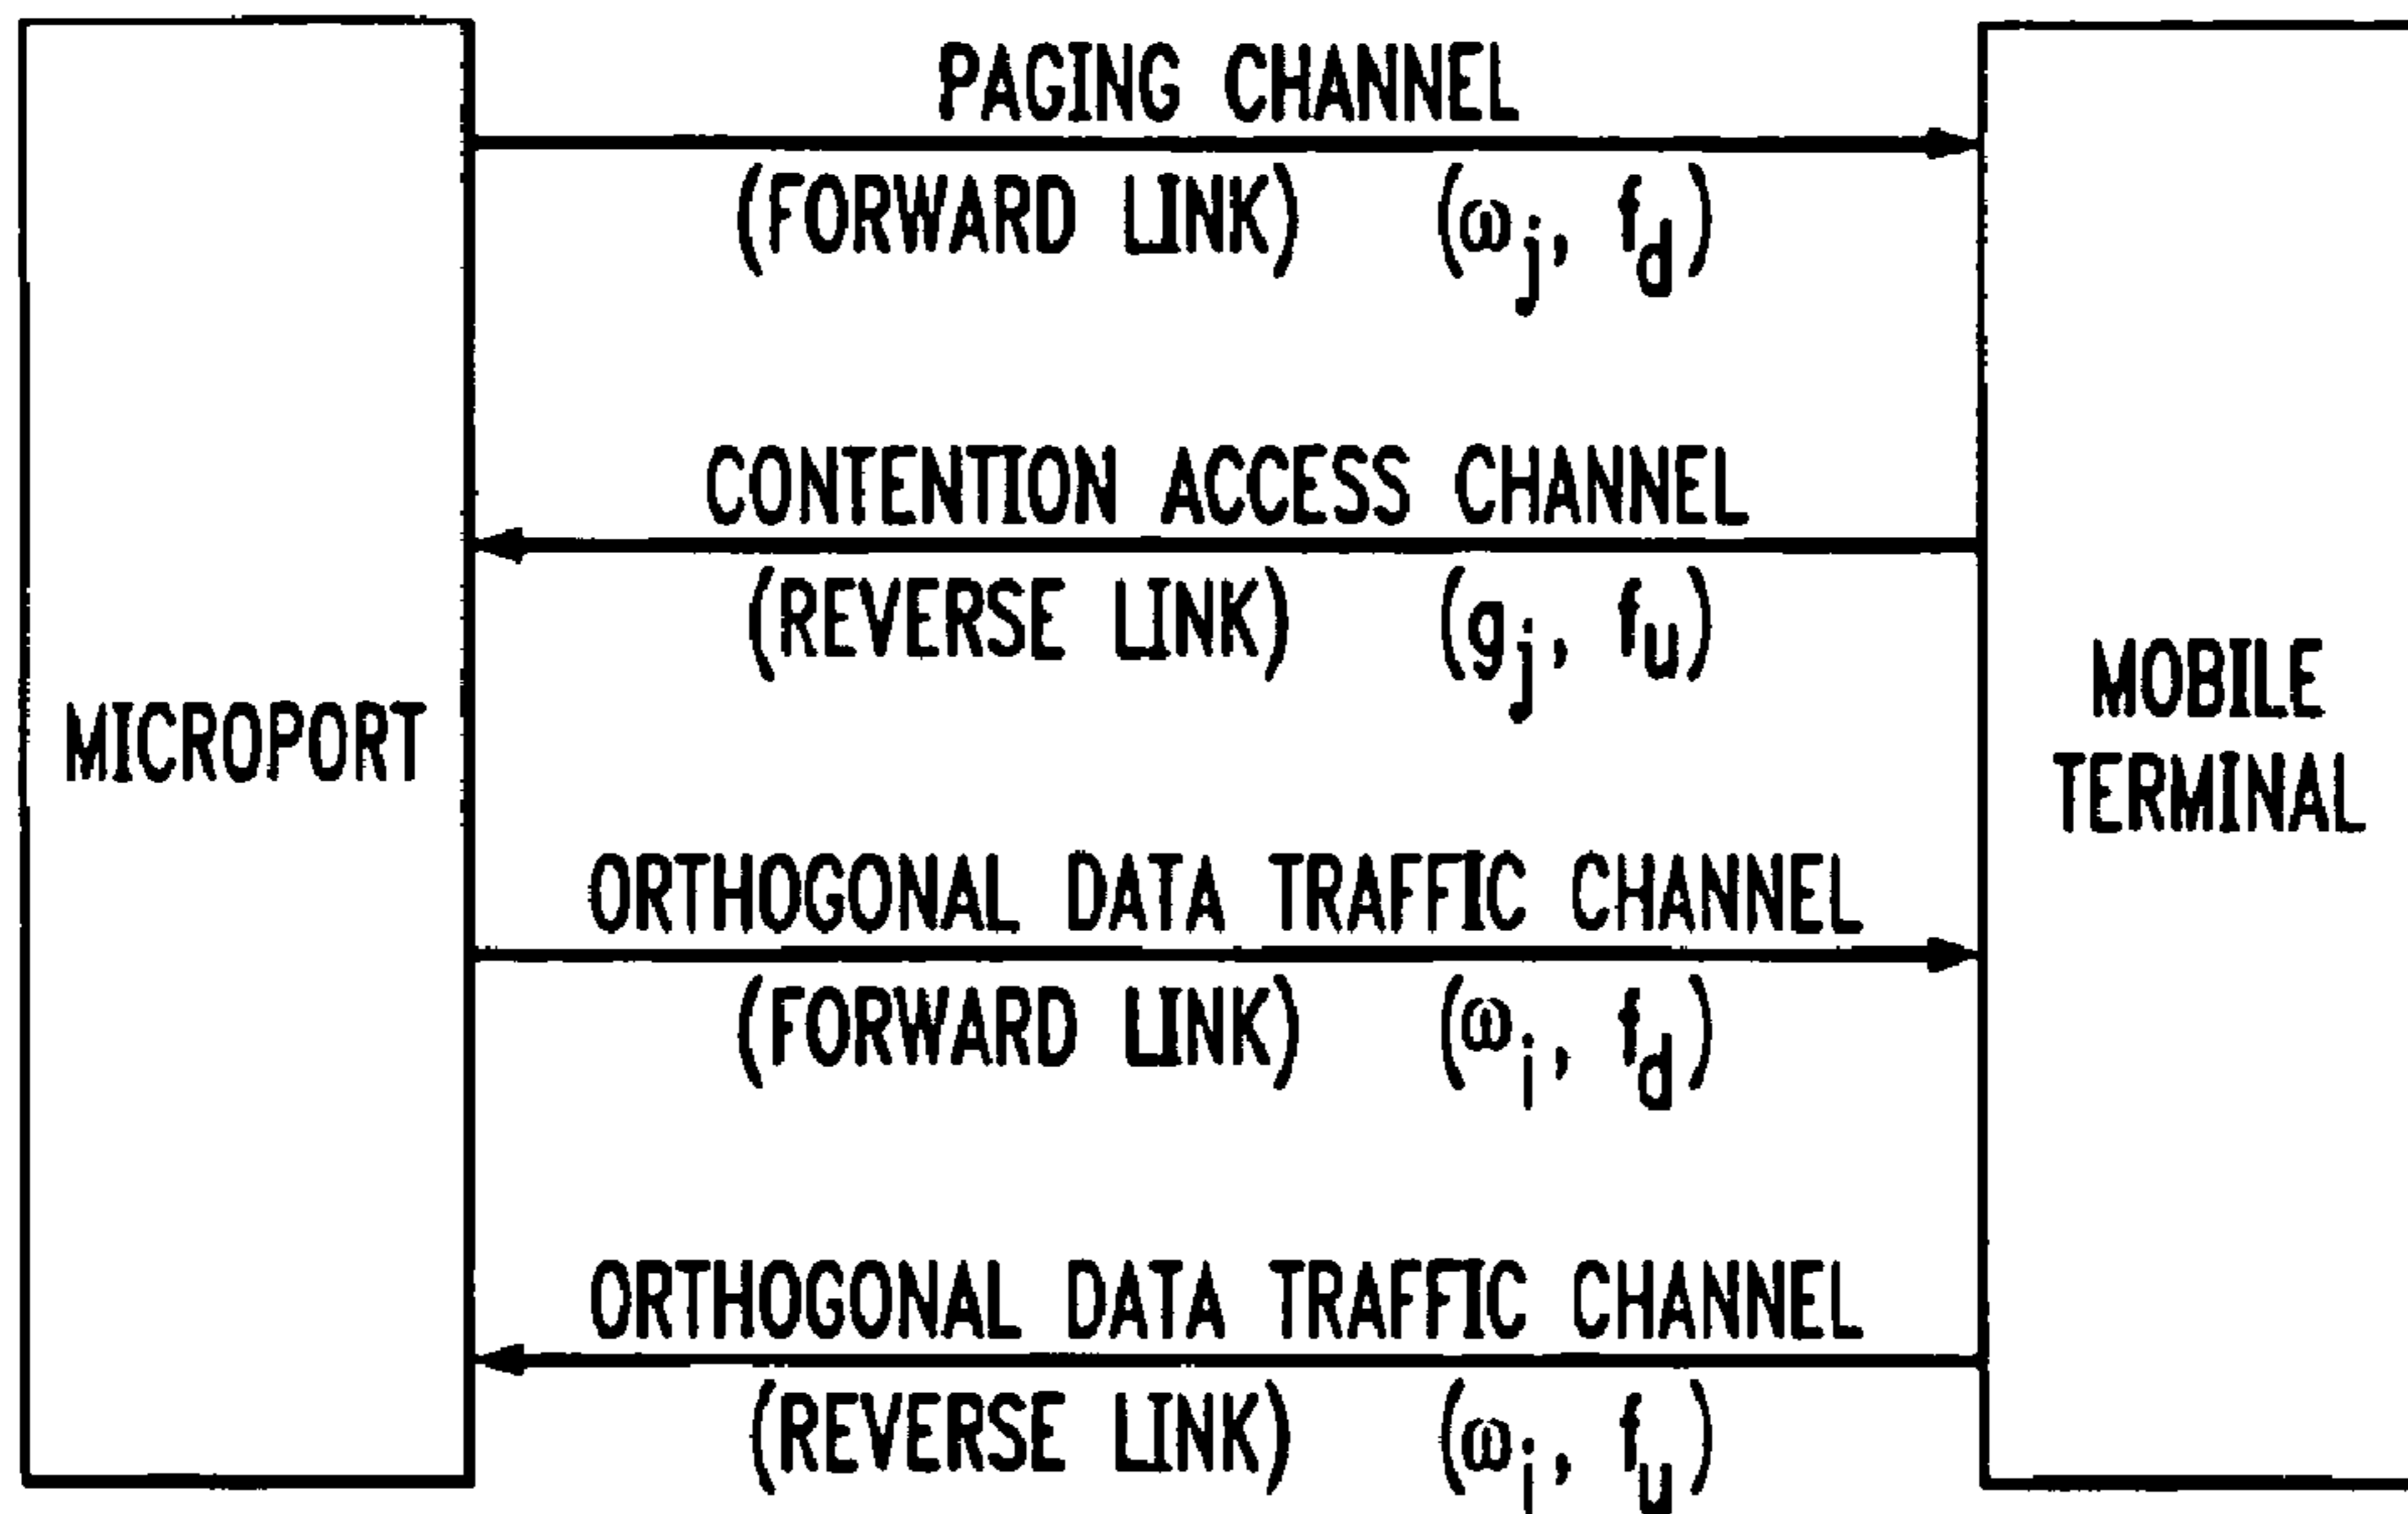 PAGING CHANNEL
(FORWARD LINK) (ωj, fd)
CONTENTION ACCESS CHANNEL
(REVERSE LINK) (gj, fu)
MICROPORT
MOBILE
TERMINAL
ORTHOGONAL DATA TRAFFIC CHANNEL
(FORWARD LINK) (ωi, fd)
ORTHOGONAL DATA TRAFFIC CHANNEL
(REVERSE LINK) (ωi, fu)